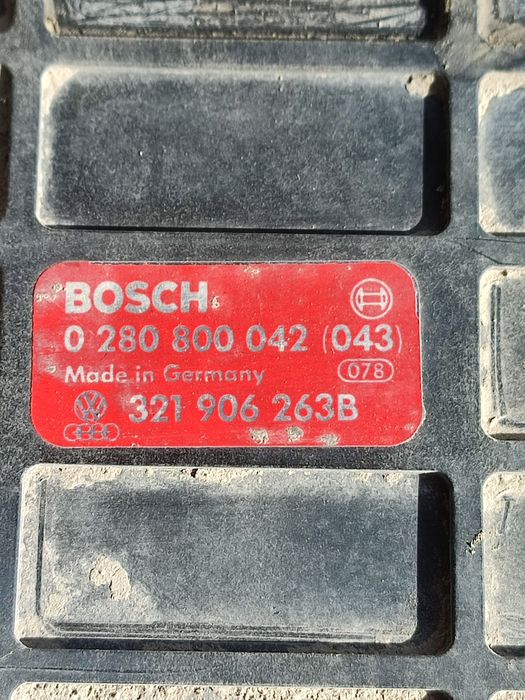 BOSCH
0 280 800 042 (043)
Made in Germany 078
321 906 263B